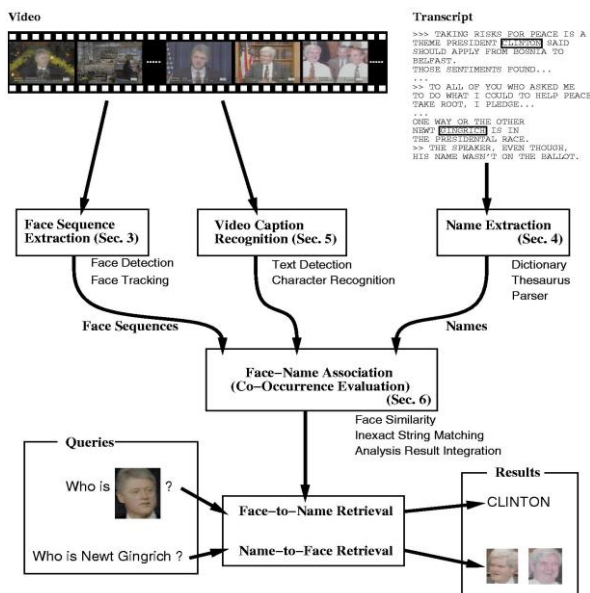 Video
Transcript
>>> TAKING RISKS FOR PEACE IS A
THEME PRESIDENT CLINTON SAID
SHOULD APPLY FROM BOSNIA TO
BELFAST.
THOSE SENTIMENTS FOUND...
...
>> TO ALL OF YOU WHO ASKED ME
TO DO WHAT I COULD TO HELP PEACE
TAKE ROOT, I PLEDGE...
...
ONE WAY OR THE OTHER
NEWT GINGRICH IS IN
THE PRESIDENTAL RACE.
>> THE SPEAKER, EVEN THOUGH,
HIS NAME WASN'T ON THE BALLOT.
Face Sequence
Extraction (Sec. 3)
Face Detection
Face Tracking
Video Caption
Recognition (Sec. 5)
Text Detection
Character Recognition
Name Extraction
(Sec. 4)
Dictionary
Thesaurus
Parser
Face Sequences
Names
Face-Name Association
(Co-Occurrence Evaluation)
(Sec. 6)
Face Similarity
Inexact String Matching
Analysis Result Integration
Queries
Who is ?
Who is Newt Gingrich ?
Face-to-Name Retrieval
Name-to-Face Retrieval
Results
CLINTON